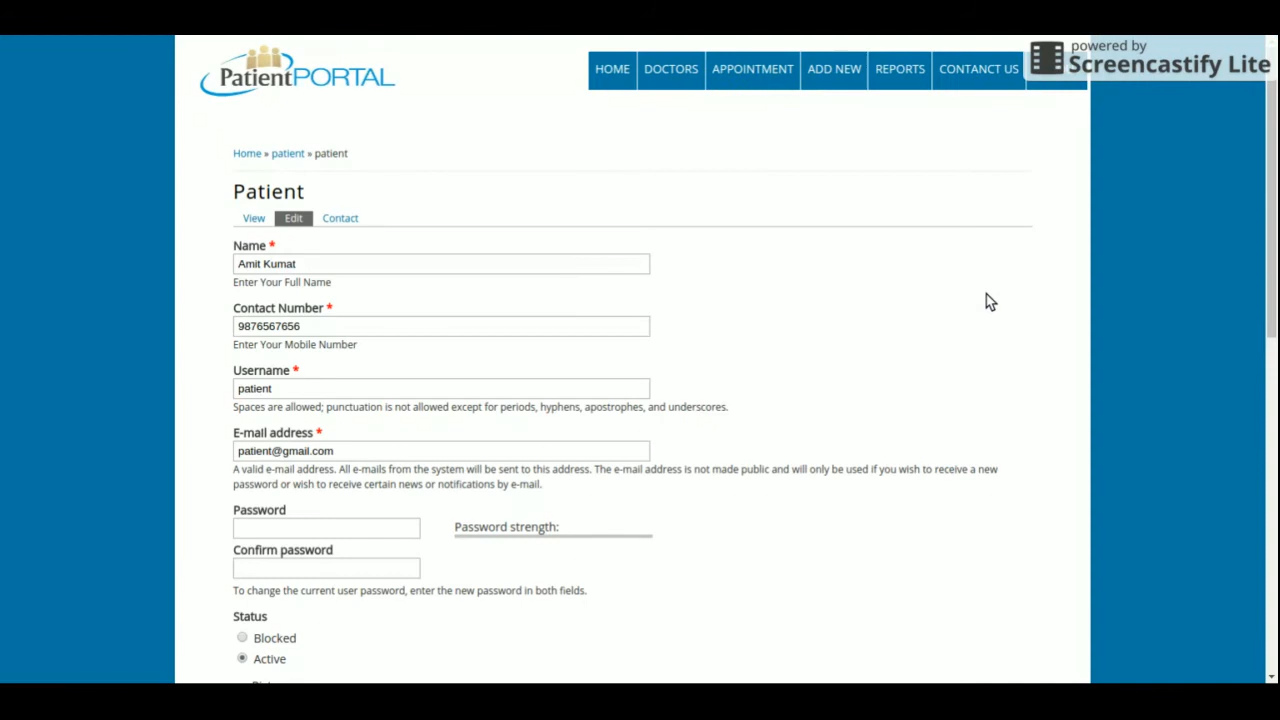 powered by
Screencastify Lite
PatientPORTAL
HOME DOCTORS APPOINTMENT ADD NEW REPORTS CONTANCT US
Home » patient » patient
Patient
View Edit Contact
Name *
Amit Kumat
Enter Your Full Name
Contact Number *
9876567656
Enter Your Mobile Number
Username *
patient
Spaces are allowed; punctuation is not allowed except for periods, hyphens, apostrophes, and underscores.
E-mail address *
patient@gmail.com
A valid e-mail address. All e-mails from the system will be sent to this address. The e-mail address is not made public and will only be used if you wish to receive a new
password or wish to receive certain news or notifications by e-mail.
Password
Password strength:
Confirm password
To change the current user password, enter the new password in both fields.
Status
Blocked
Active